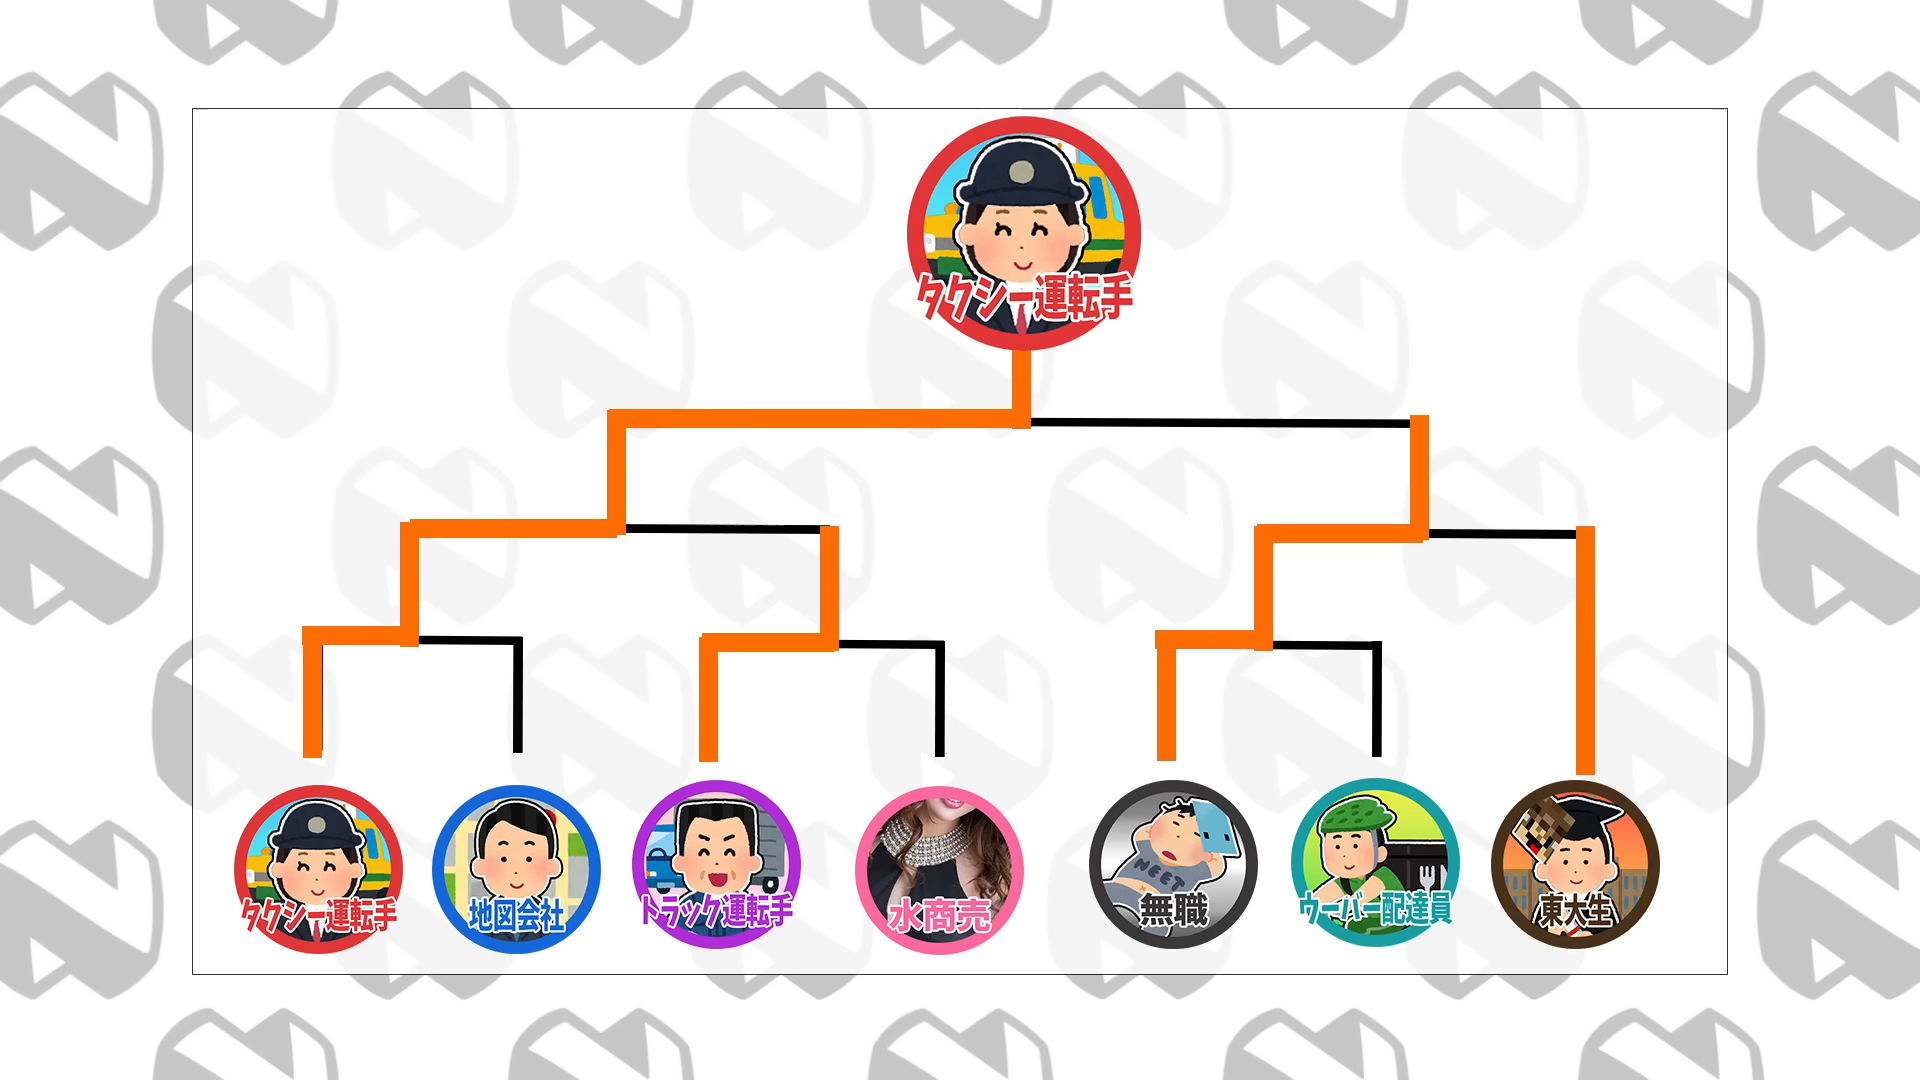 タクシー運転手
タクシー運転手
地図会社
トラック運転手
水商売
NEET
無職
ウーバー配達員
東大生